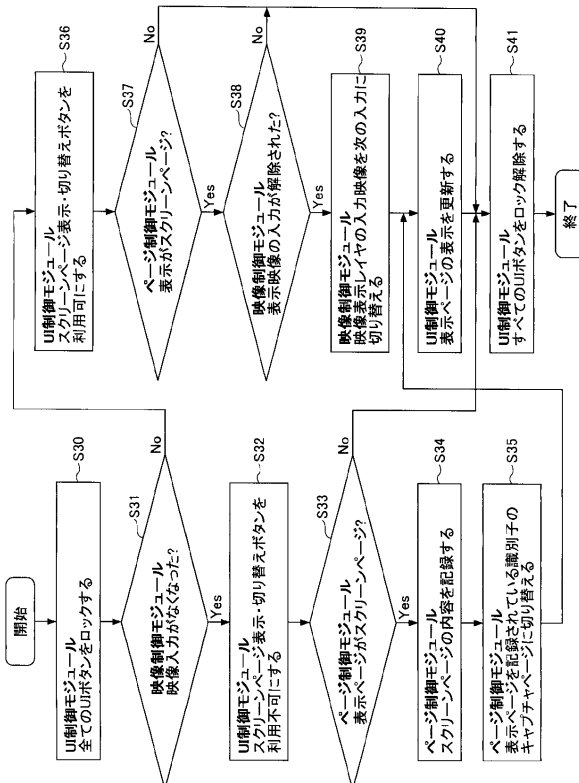 開始
S30
UI制御モジュール
全てのUIボタンをロックする
S31
映像制御モジュール
映像入力がなくなった?
No
Yes
S32
UI制御モジュール
スクリーンページ表示・切り替えボタンを
利用不可にする
S33
ページ制御モジュール
表示ページがスクリーンページ?
No
Yes
S34
ページ制御モジュール
スクリーンページの内容を記録する
S35
ページ制御モジュール
表示ページを記録されている識別子の
キャプチャページに切り替える
S36
UI制御モジュール
スクリーンページ表示・切り替えボタンを
利用可にする
S37
ページ制御モジュール
表示がスクリーンページ?
No
Yes
S38
映像制御モジュール
表示映像の入力が解除された?
No
Yes
S39
映像制御モジュール
映像表示レイヤの入力映像を次の入力に
切り替える
S40
UI制御モジュール
表示ページの表示を更新する
S41
UI制御モジュール
すべてのUIボタンをロック解除する
終了